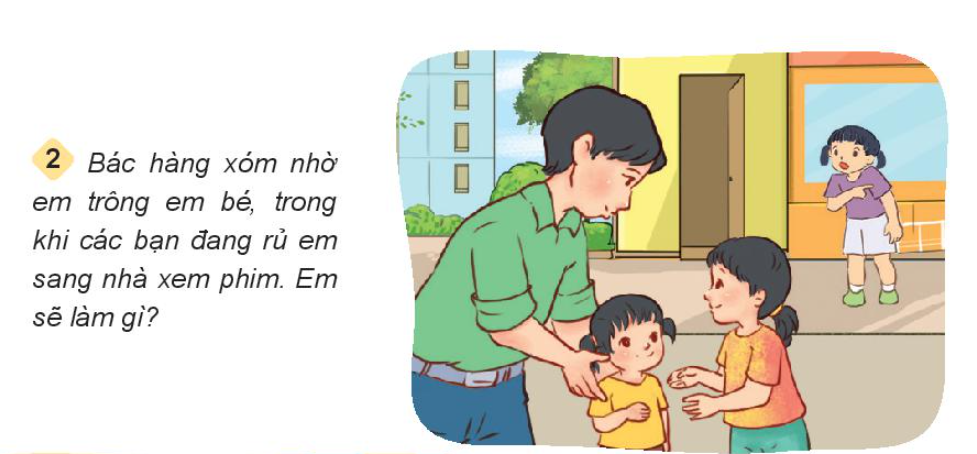 2 Bác hàng xóm nhờ
em trông em bé, trong
khi các bạn đang rủ em
sang nhà xem phim. Em
sẽ làm gì?